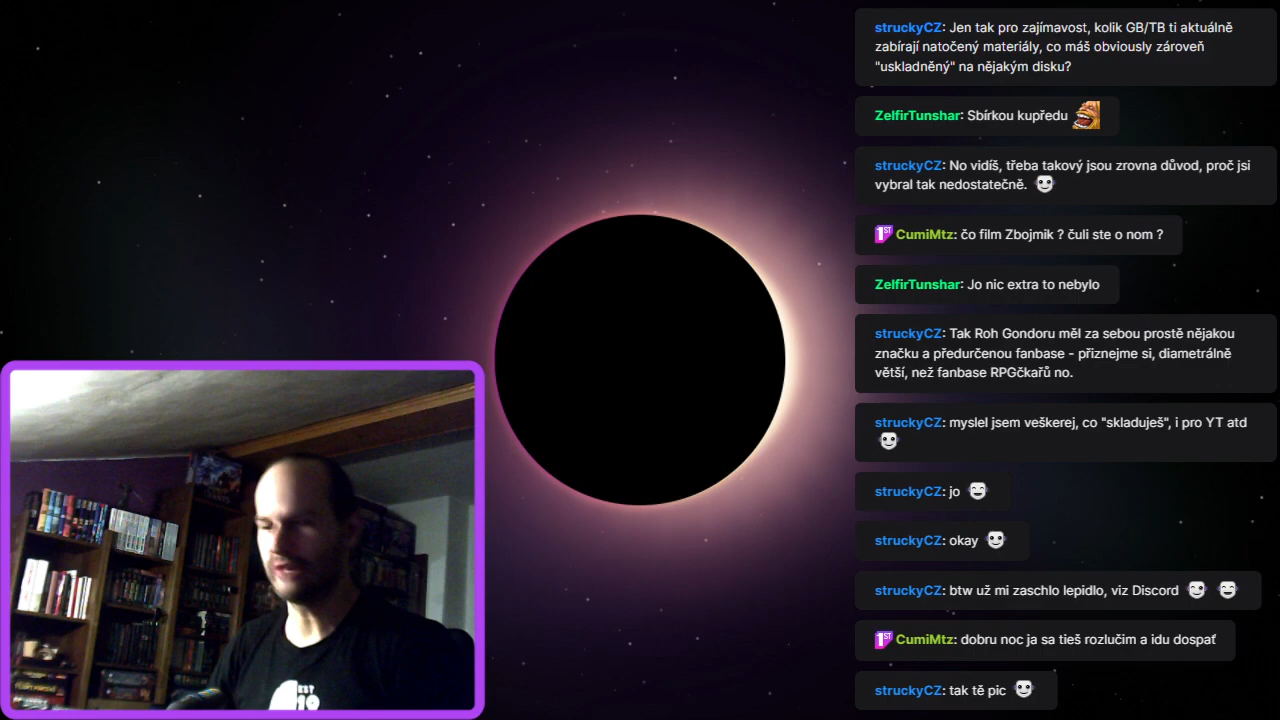 struckyCZ: Jen tak pro zajímavost, kolik GB/TB ti aktuálně
zabírají natočený materiály, co máš obviously zároveň
"uskladněný" na nějakým disku?
ZelfirTunshar: Sbírkou kupředu
struckyCZ: No vidíš, třeba takový jsou zrovna důvod, proč jsi
vybral tak nedostatečně.
1ST CumiMtz: čo film Zbojmik ? čuli ste o nom ?
ZelfirTunshar: Jo nic extra to nebylo
struckyCZ: Tak Roh Gondoru měl za sebou prostě nějakou
značku a předurčenou fanbase - přiznejme si, diametrálně
větší, než fanbase RPGčkařů no.
struckyCZ: myslel jsem veškerej, co "skladuješ", i pro YT atd
struckyCZ: jo
struckyCZ: okay
struckyCZ: btw už mi zaschlo lepidlo, viz Discord
1ST CumiMtz: dobru noc ja sa tieš rozlučim a idu dospať
struckyCZ: tak tě pic